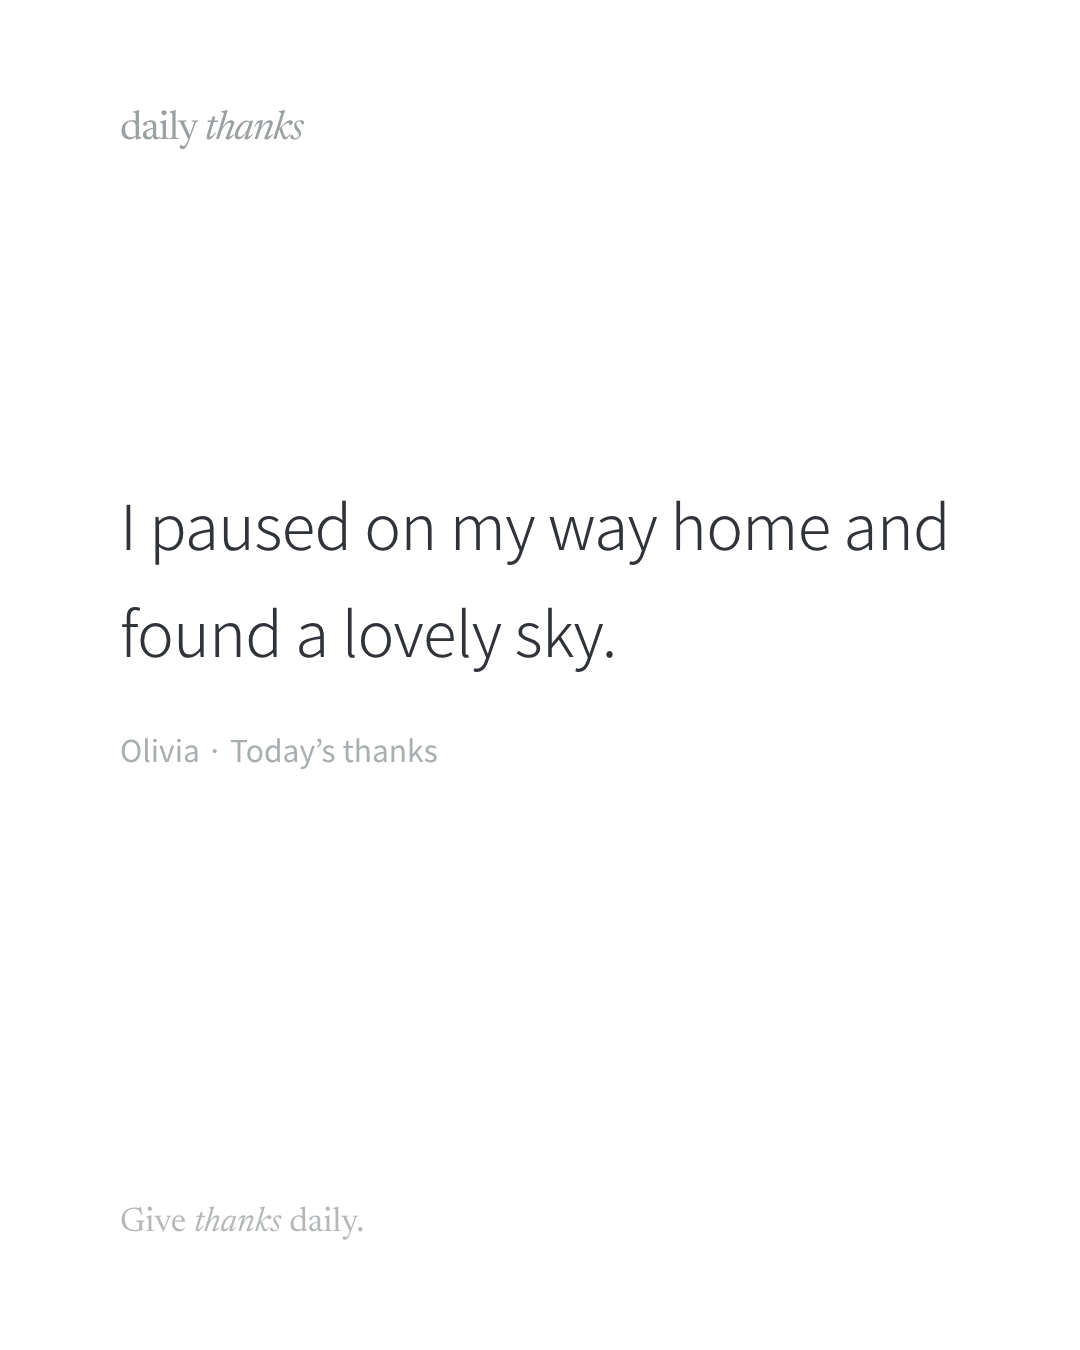 daily thanks
I paused on my way home and
found a lovely sky.
Olivia · Today’s thanks
Give thanks daily.